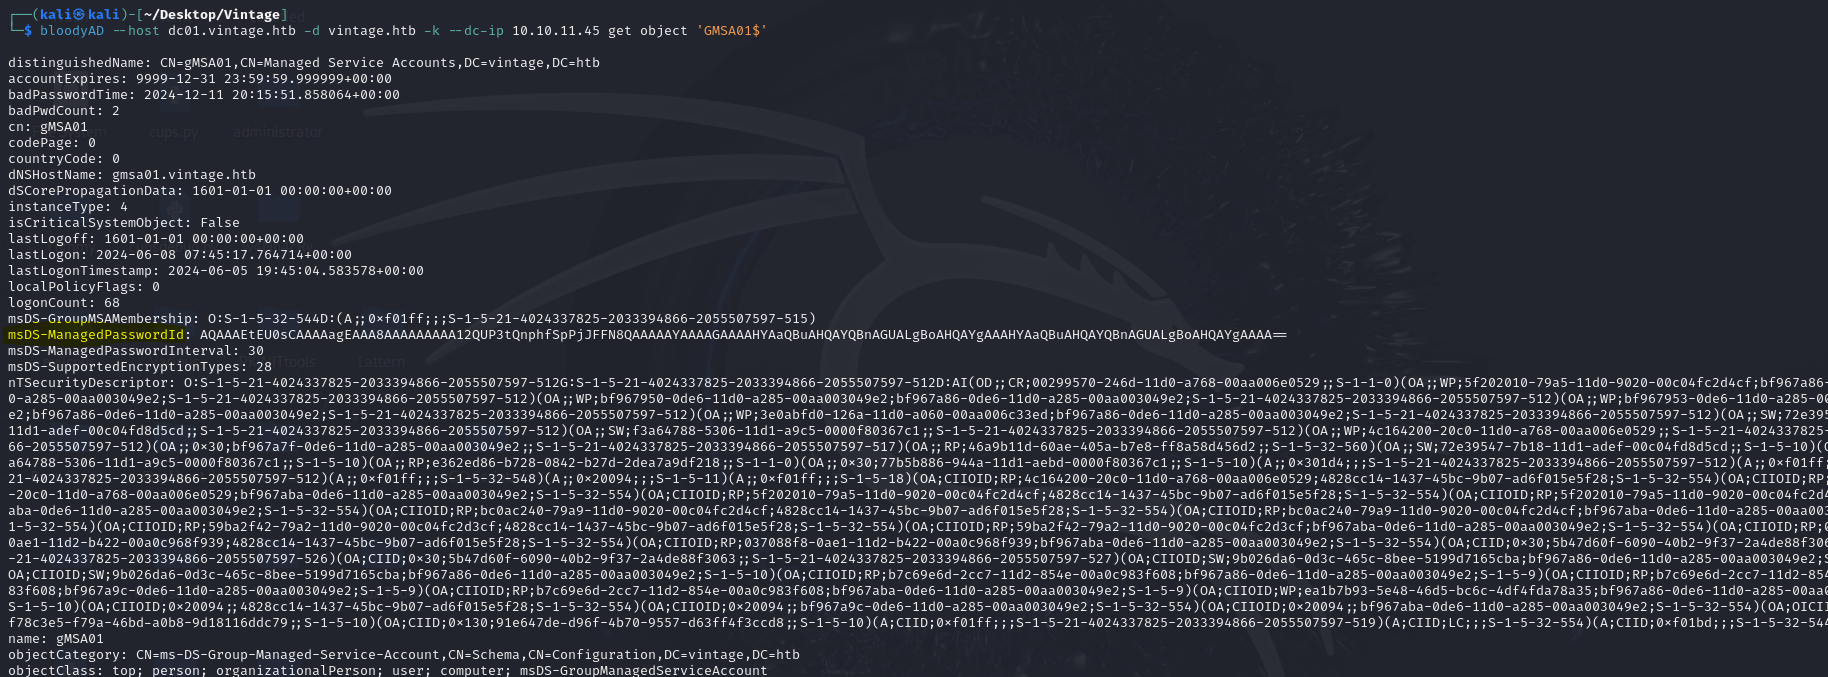 ┌──(kali㉿kali)-[~/Desktop/Vintage]
└─$ bloodyAD --host dc01.vintage.htb -d vintage.htb -k --dc-ip 10.10.11.45 get object 'GMSA01$'
distinguishedName: CN=gMSA01,CN=Managed Service Accounts,DC=vintage,DC=htb
accountExpires: 9999-12-31 23:59:59.999999+00:00
badPasswordTime: 2024-12-11 20:15:51.858064+00:00
badPwdCount: 2
cn: gMSA01
codePage: 0
countryCode: 0
dNSHostName: gmsa01.vintage.htb
dSCorePropagationData: 1601-01-01 00:00:00+00:00
instanceType: 4
isCriticalSystemObject: False
lastLogoff: 1601-01-01 00:00:00+00:00
lastLogon: 2024-06-08 07:45:17.764714+00:00
lastLogonTimestamp: 2024-06-05 19:45:04.583578+00:00
localPolicyFlags: 0
logonCount: 68
msDS-GroupMSAMembership: O:S-1-5-32-544D:(A;;0×f01ff;;;S-1-5-21-4024337825-2033394866-2055507597-515)
msDS-ManagedPasswordId: AQAAAEtEU0sCAAAAagEAAA8AAAAAAAAA12QUP3tQnphfSpPjJJFFN8QAAAAAYAAAAGAAAAHYAaQBuAHQAYQBnAGUALgBoAHQAYgAAAHYAaQBuAHQAYQBnAGUALgBoAHQAYgAAAA==
msDS-ManagedPasswordInterval: 30
msDS-SupportedEncryptionTypes: 28
nTSecurityDescriptor: O:S-1-5-21-4024337825-2033394866-2055507597-512G:S-1-5-21-4024337825-2033394866-2055507597-512D:AI(OD;;CR;00299570-246d-11d0-a768-00aa006e0529;;S-1-1-0)(OA;;WP;5f202010-79a5-11d0-9020-00c04fc2d4cf;bf967a86-
0-a285-00aa003049e2;S-1-5-21-4024337825-2033394866-2055507597-512)(OA;;WP;bf967950-0de6-11d0-a285-00aa003049e2;bf967a86-0de6-11d0-a285-00aa003049e2;S-1-5-21-4024337825-2033394866-2055507597-512)(OA;;WP;bf967953-0de6-11d0-a285-00
e2;bf967a86-0de6-11d0-a285-00aa003049e2;S-1-5-21-4024337825-2033394866-2055507597-512)(OA;;WP;3e0abfd0-126a-11d0-a060-00aa006c33ed;bf967a86-0de6-11d0-a285-00aa003049e2;S-1-5-21-4024337825-2033394866-2055507597-512)(OA;;SW;72e395
11d1-adef-00c04fd8d5cd;;S-1-5-21-4024337825-2033394866-2055507597-512)(OA;;SW;f3a64788-5306-11d1-a9c5-0000f80367c1;;S-1-5-21-4024337825-2033394866-2055507597-512)(OA;;WP;4c164200-20c0-11d0-a768-00aa006e0529;;S-1-5-21-4024337825-
66-2055507597-512)(OA;;0×30;bf967a7f-0de6-11d0-a285-00aa003049e2;;S-1-5-21-4024337825-2033394866-2055507597-517)(OA;;RP;46a9b11d-60ae-405a-b7e8-ff8a58d456d2;;S-1-5-32-560)(OA;;SW;72e39547-7b18-11d1-adef-00c04fd8d5cd;;S-1-5-10)(O
a64788-5306-11d1-a9c5-0000f80367c1;;S-1-5-10)(OA;;RP;e362ed86-b728-0842-b27d-2dea7a9df218;;S-1-1-0)(OA;;0×30;77b5b886-944a-11d1-aebd-0000f80367c1;;S-1-5-10)(A;;0×301d4;;;S-1-5-21-4024337825-2033394866-2055507597-512)(A;;0×f01ff;
21-4024337825-2033394866-2055507597-512)(A;;0×f01ff;;;S-1-5-32-548)(A;;0×20094;;;S-1-5-11)(A;;0×f01ff;;;S-1-5-18)(OA;CIIOID;RP;4c164200-20c0-11d0-a768-00aa006e0529;4828cc14-1437-45bc-9b07-ad6f015e5f28;S-1-5-32-554)(OA;CIIOID;RP;
-20c0-11d0-a768-00aa006e0529;bf967aba-0de6-11d0-a285-00aa003049e2;S-1-5-32-554)(OA;CIIOID;RP;5f202010-79a5-11d0-9020-00c04fc2d4cf;4828cc14-1437-45bc-9b07-ad6f015e5f28;S-1-5-32-554)(OA;CIIOID;RP;5f202010-79a5-11d0-9020-00c04fc2d4
aba-0de6-11d0-a285-00aa003049e2;S-1-5-32-554)(OA;CIIOID;RP;bc0ac240-79a9-11d0-9020-00c04fc2d4cf;4828cc14-1437-45bc-9b07-ad6f015e5f28;S-1-5-32-554)(OA;CIIOID;RP;bc0ac240-79a9-11d0-9020-00c04fc2d4cf;bf967aba-0de6-11d0-a285-00aa003
1-5-32-554)(OA;CIIOID;RP;59ba2f42-79a2-11d0-9020-00c04fc2d3cf;4828cc14-1437-45bc-9b07-ad6f015e5f28;S-1-5-32-554)(OA;CIIOID;RP;59ba2f42-79a2-11d0-9020-00c04fc2d3cf;bf967aba-0de6-11d0-a285-00aa003049e2;S-1-5-32-554)(OA;CIIOID;RP;0
0ae1-11d2-b422-00a0c968f939;4828cc14-1437-45bc-9b07-ad6f015e5f28;S-1-5-32-554)(OA;CIIOID;RP;037088f8-0ae1-11d2-b422-00a0c968f939;bf967aba-0de6-11d0-a285-00aa003049e2;S-1-5-32-554)(OA;CIID;0×30;5b47d60f-6090-40b2-9f37-2a4de88f306
-21-4024337825-2033394866-2055507597-526)(OA;CIID;0×30;5b47d60f-6090-40b2-9f37-2a4de88f3063;;S-1-5-21-4024337825-2033394866-2055507597-527)(OA;CIIOID;SW;9b026da6-0d3c-465c-8bee-5199d7165cba;bf967a86-0de6-11d0-a285-00aa003049e2;S
OA;CIIOID;SW;9b026da6-0d3c-465c-8bee-5199d7165cba;bf967a86-0de6-11d0-a285-00aa003049e2;S-1-5-10)(OA;CIIOID;RP;b7c69e6d-2cc7-11d2-854e-00a0c983f608;bf967a86-0de6-11d0-a285-00aa003049e2;S-1-5-9)(OA;CIIOID;RP;b7c69e6d-2cc7-11d2-854
83f608;bf967a9c-0de6-11d0-a285-00aa003049e2;S-1-5-9)(OA;CIIOID;RP;b7c69e6d-2cc7-11d2-854e-00a0c983f608;bf967aba-0de6-11d0-a285-00aa003049e2;S-1-5-9)(OA;CIIOID;WP;ea1b7b93-5e48-46d5-bc6c-4df4fda78a35;bf967a86-0de6-11d0-a285-00aa0
S-1-5-10)(OA;CIIOID;0×20094;;4828cc14-1437-45bc-9b07-ad6f015e5f28;S-1-5-32-554)(OA;CIIOID;0×20094;;bf967a9c-0de6-11d0-a285-00aa003049e2;S-1-5-32-554)(OA;CIIOID;0×20094;;bf967aba-0de6-11d0-a285-00aa003049e2;S-1-5-32-554)(OA;OICII
f78c3e5-f79a-46bd-a0b8-9d18116ddc79;;S-1-5-10)(OA;CIID;0×130;91e647de-d96f-4b70-9557-d63ff4f3ccd8;;S-1-5-10)(A;CIID;0×f01ff;;;S-1-5-21-4024337825-2033394866-2055507597-519)(A;CIID;LC;;;S-1-5-32-554)(A;CIID;0×f01bd;;;S-1-5-32-544
name: gMSA01
objectCategory: CN=ms-DS-Group-Managed-Service-Account,CN=Schema,CN=Configuration,DC=vintage,DC=htb
objectClass: top; person; organizationalPerson; user; computer; msDS-GroupManagedServiceAccount